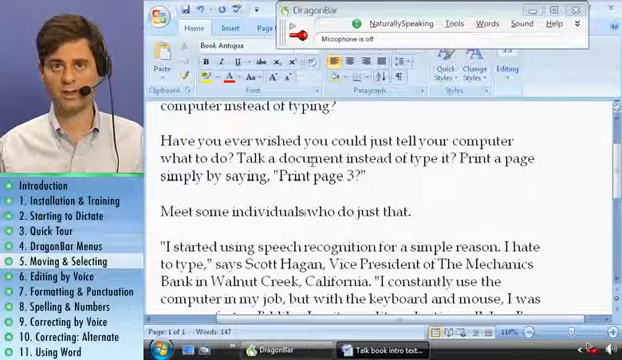 DragonBar
NaturallySpeaking Tools Words Sound Help
Microphone is off
Home Insert
Book Antiqua
Paste
Quick Styles
Change Styles
Editing
Font
Paragraph
Styles
computer instead of typing?
Have you ever wished you could just tell your computer
what to do? Talk a document instead of type it? Print a page
simply by saying, "Print page 3?"
Meet some individuals who do just that.
"I started using speech recognition for a simple reason. I hate
to type," says Scott Hagan, Vice President of The Mechanics
Bank in Walnut Creek, California. "I constantly use the
computer in my job, but with the keyboard and mouse, I was
Page: 1 of 1 Words: 147
110%
DragonBar
Talk book intro text...
Introduction
1. Installation & Training
2. Starting to Dictate
3. Quick Tour
4. DragonBar Menus
5. Moving & Selecting
6. Editing by Voice
7. Formatting & Punctuation
8. Spelling & Numbers
9. Correcting by Voice
10. Correcting: Alternate
11. Using Word